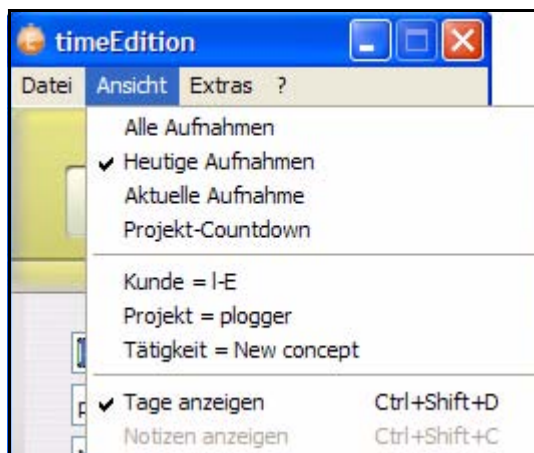 timeEdition
Datei Ansicht Extras ?
Alle Aufnahmen
Heutige Aufnahmen
Aktuelle Aufnahme
Projekt-Countdown
Kunde = l-E
Projekt = plogger
Tätigkeit = New concept
Tage anzeigen Ctrl+Shift+D
Notizen anzeigen Ctrl+Shift+C